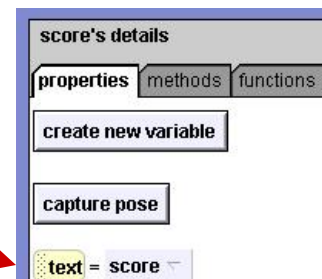 score's details
properties methods functions
create new variable
capture pose
text = score